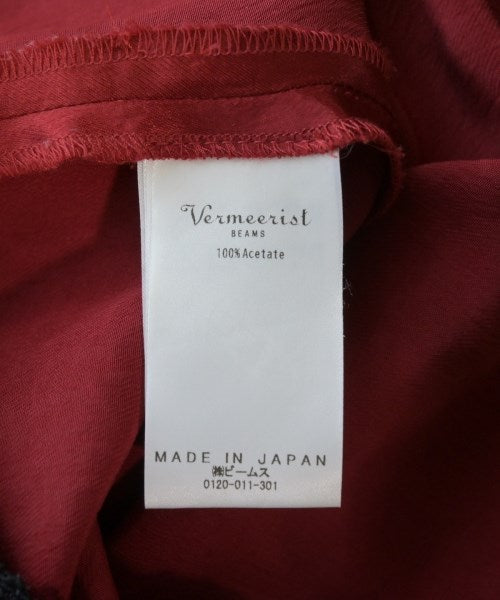 Vermeerist
BEAMS
100% Acetate
MADE IN JAPAN
㈱ビームス
0120-011-301